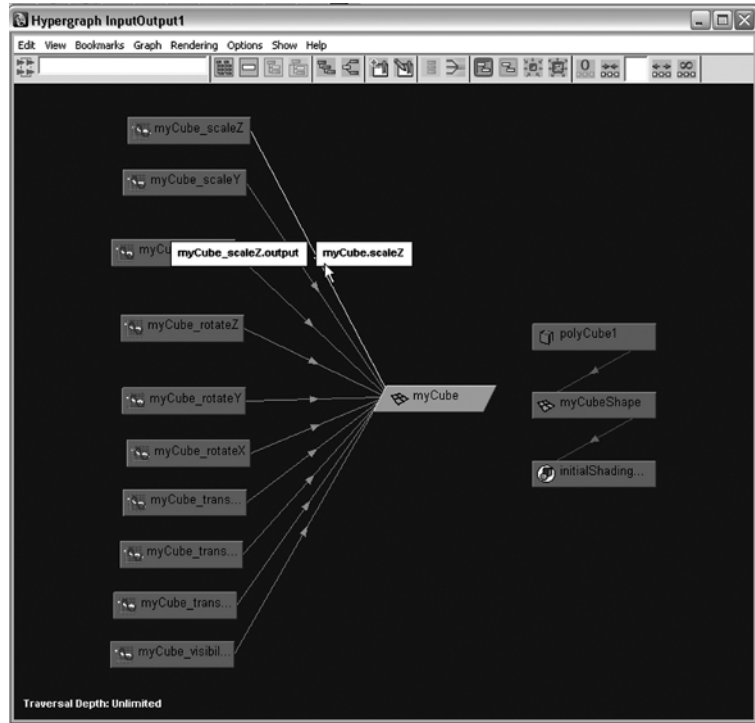 Hypergraph InputOutput1
Edit View Bookmarks Graph Rendering Options Show Help
myCube_scaleZ
myCube_scaleY
myCube_scaleZ.output
myCube.scaleZ
myCube_rotateZ
polyCube1
myCube
myCube_rotateY
myCubeShape
myCube_rotateX
initialShading...
myCube_trans...
myCube_trans...
myCube_trans...
myCube_visibil...
Traversal Depth: Unlimited